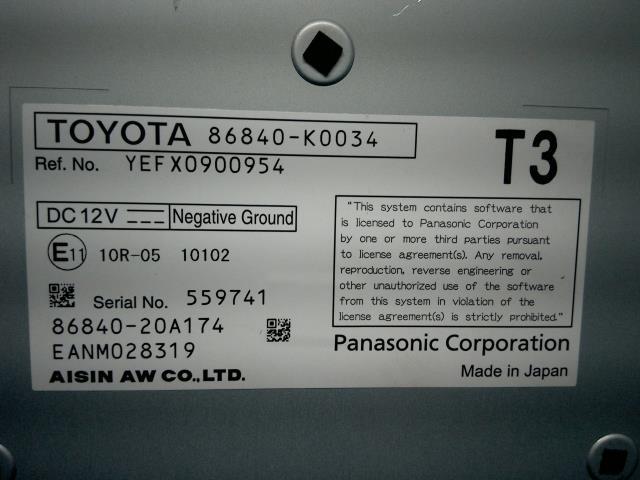 TOYOTA 86840-K0034
T3
Ref. No. YEFX0900954
DC 12V Negative Ground
E11 10R-05 10102
Serial No. 559741
86840-20A174
EANM028319
AISIN AW CO.,LTD.
"This system contains software that
is licensed to Panasonic Corporation
by one or more third parties pursuant
to license agreement(s). Any removal,
reproduction, reverse engineering or
other unauthorized use of the software
from this system in violation of the
license agreement(s) is strictly prohibited."
Panasonic Corporation
Made in Japan